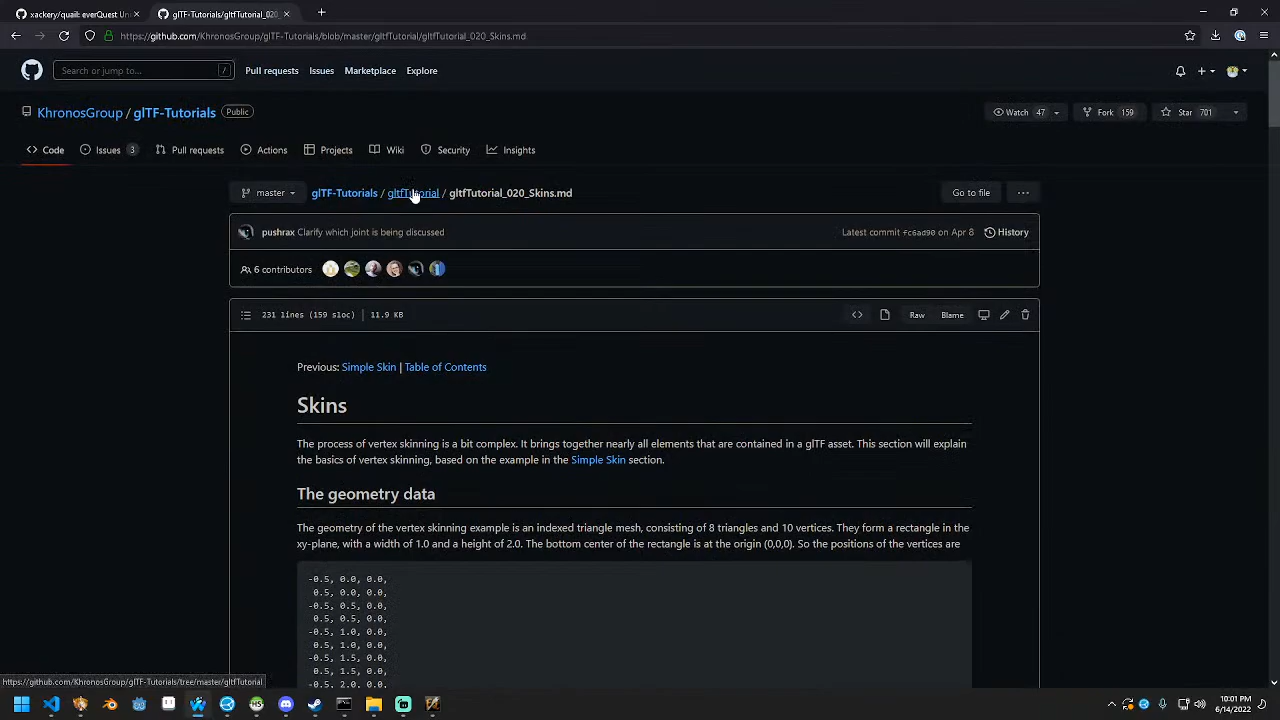 xackery/quail: everQuest Uni
glTF-Tutorials/gltfTutorial_020_
https://github.com/KhronosGroup/glTF-Tutorials/blob/master/gltfTutorial/gltfTutorial_020_Skins.md
Search or jump to...
/
Pull requests
Issues
Marketplace
Explore
KhronosGroup / glTF-Tutorials
Public
Watch 47
Fork 159
Star 701
Code
Issues 3
Pull requests
Actions
Projects
Wiki
Security
Insights
master
glTF-Tutorials / gltfTutorial / gltfTutorial_020_Skins.md
Go to file
pushrax Clarify which joint is being discussed
Latest commit fc6ad90 on Apr 8
History
6 contributors
231 lines (159 sloc) | 11.9 KB
Raw
Blame
Previous: Simple Skin | Table of Contents
Skins
The process of vertex skinning is a bit complex. It brings together nearly all elements that are contained in a glTF asset. This section will explain
the basics of vertex skinning, based on the example in the Simple Skin section.
The geometry data
The geometry of the vertex skinning example is an indexed triangle mesh, consisting of 8 triangles and 10 vertices. They form a rectangle in the
xy-plane, with a width of 1.0 and a height of 2.0. The bottom center of the rectangle is at the origin (0,0,0). So the positions of the vertices are
-0.5, 0.0, 0.0,
0.5, 0.0, 0.0,
-0.5, 0.5, 0.0,
0.5, 0.5, 0.0,
-0.5, 1.0, 0.0,
0.5, 1.0, 0.0,
-0.5, 1.5, 0.0,
0.5, 1.5, 0.0,
-0.5, 2.0, 0.0,
https://github.com/KhronosGroup/glTF-Tutorials/tree/master/gltfTutorial
10:01 PM
6/14/2022